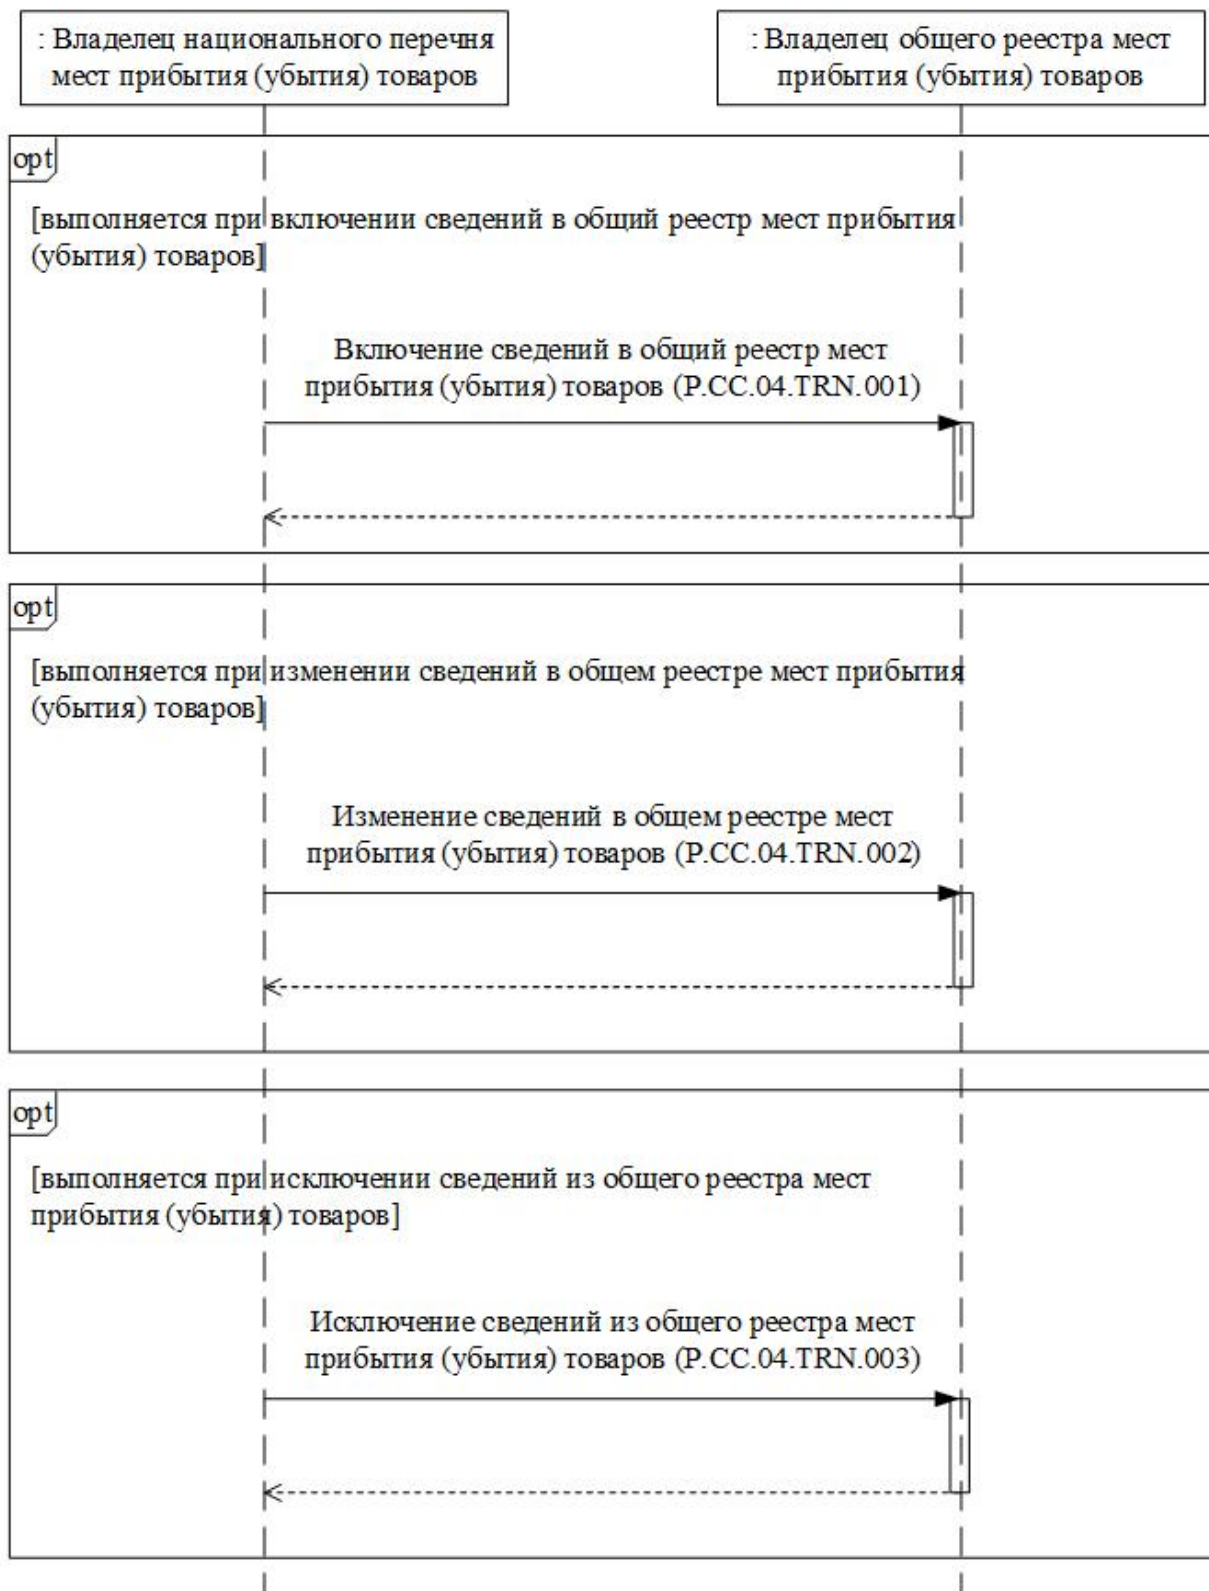 : Владелец национального перечня
мест прибытия (убытия) товаров
: Владелец общего реестра мест
прибытия (убытия) товаров
opt
[выполняется при включении сведений в общий реестр мест прибытия
(убытия) товаров]
Включение сведений в общий реестр мест
прибытия (убытия) товаров (P.CC.04.TRN.001)
opt
[выполняется при изменении сведений в общем реестре мест прибытия
(убытия) товаров]
Изменение сведений в общем реестре мест
прибытия (убытия) товаров (P.CC.04.TRN.002)
opt
[выполняется при исключении сведений из общего реестра мест
прибытия (убытия) товаров]
Исключение сведений из общего реестра мест
прибытия (убытия) товаров (P.CC.04.TRN.003)